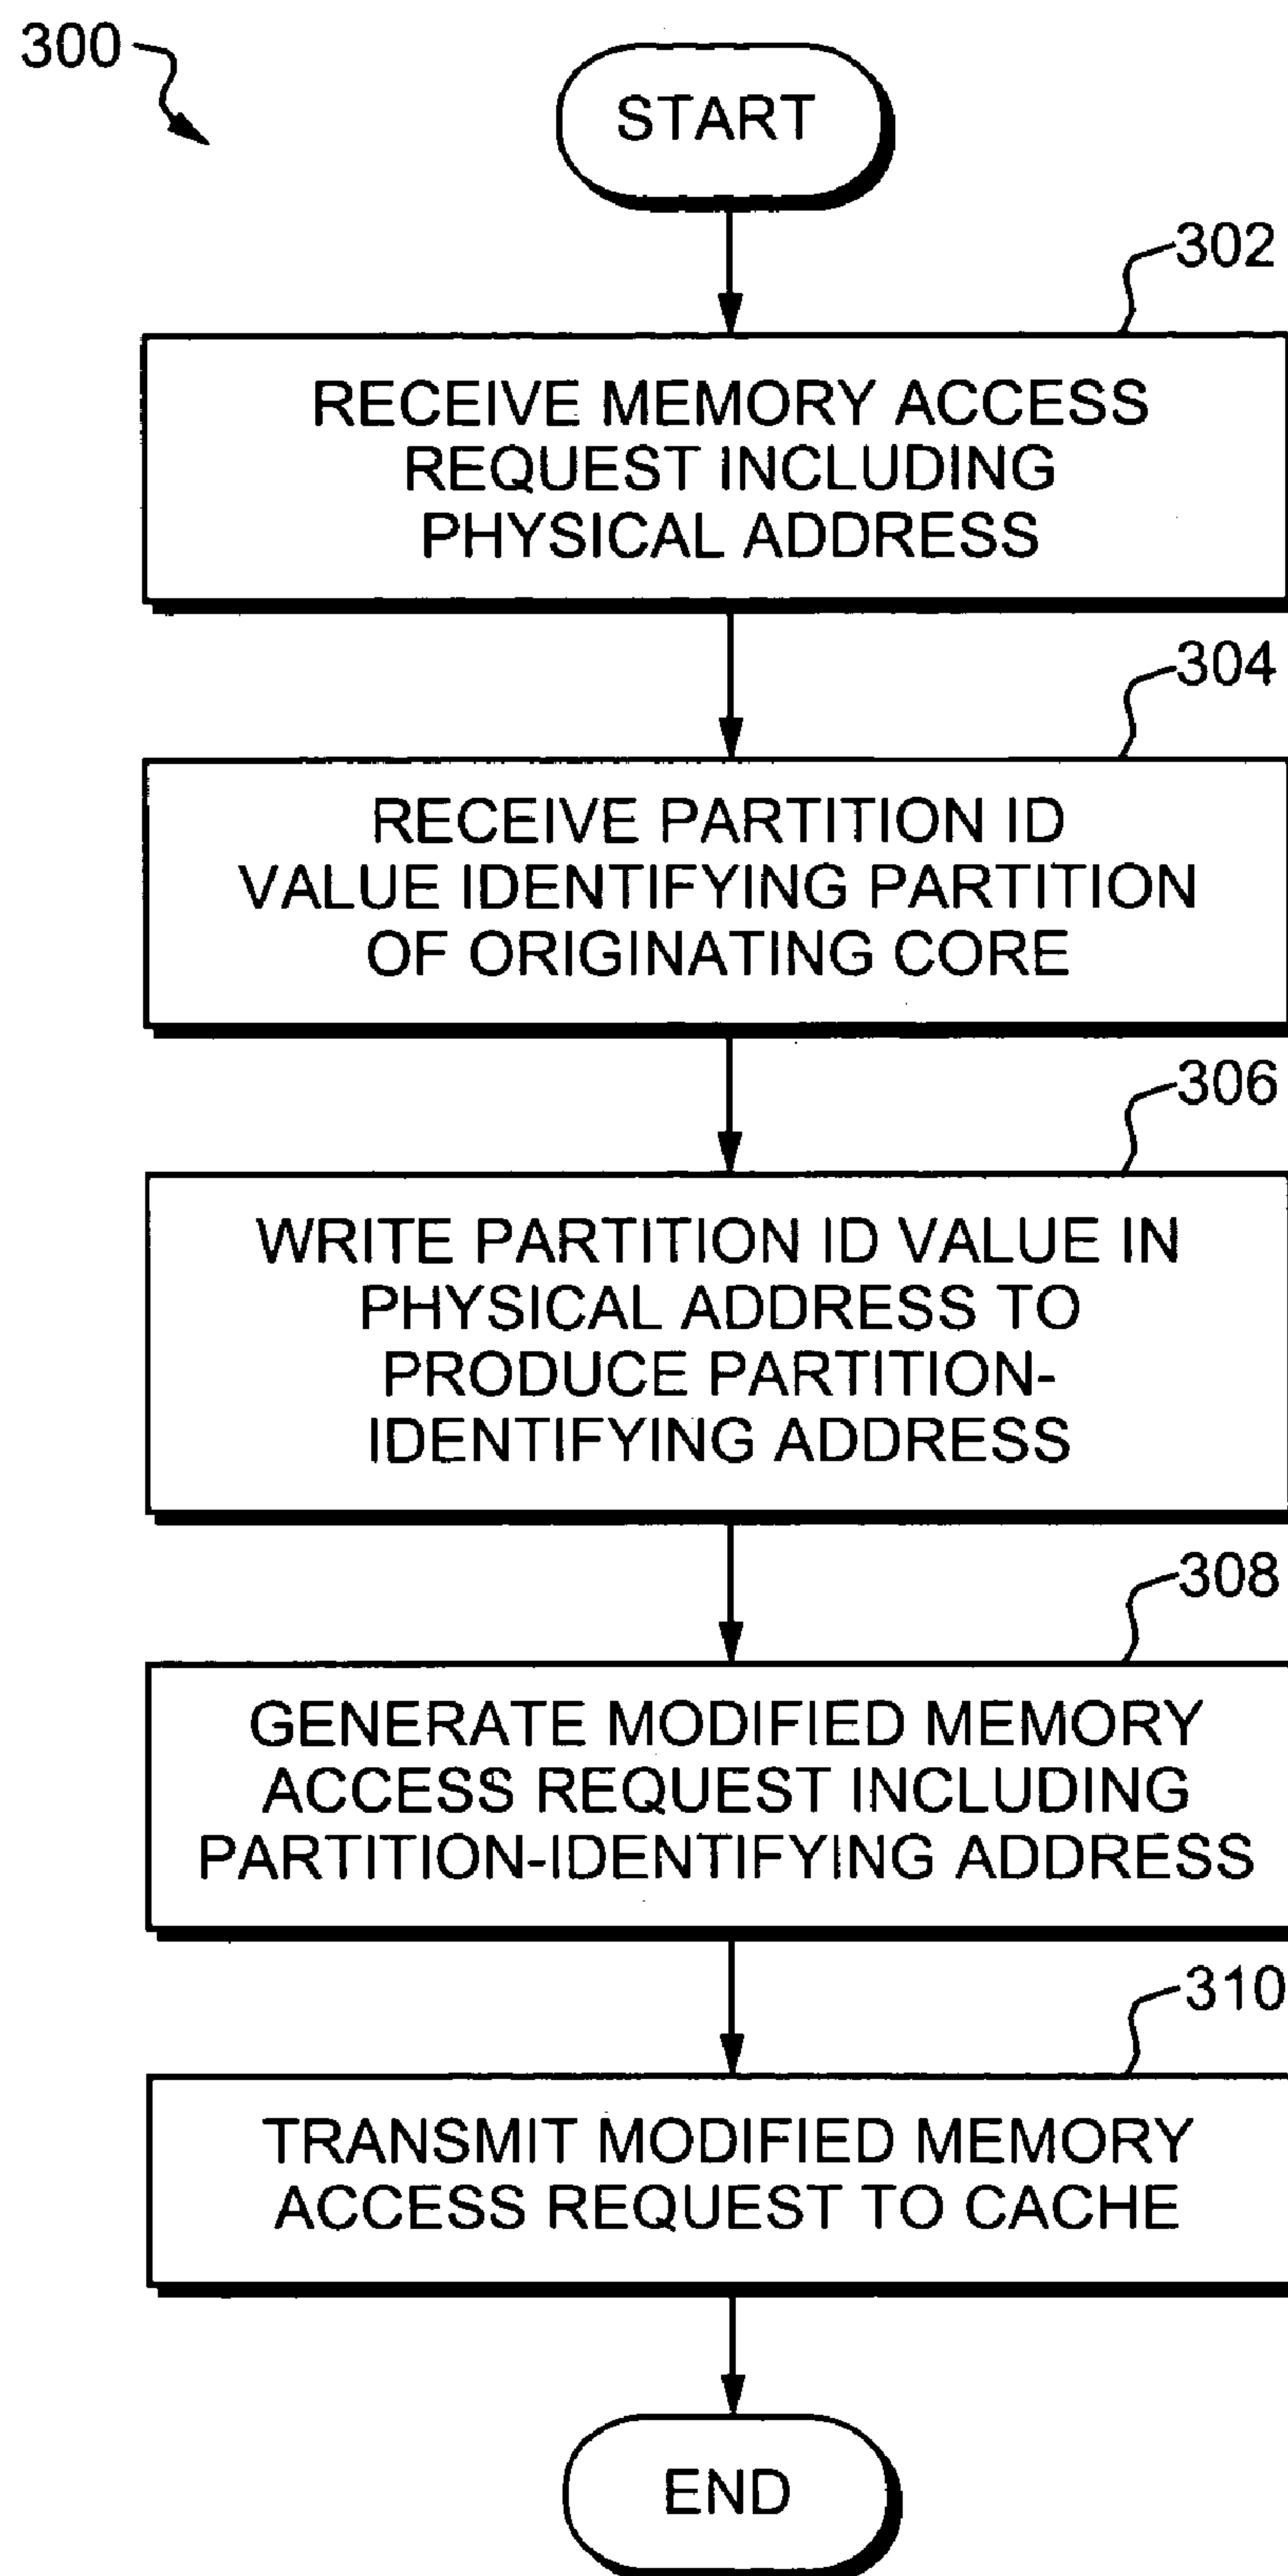 300
START
302
RECEIVE MEMORY ACCESS
REQUEST INCLUDING
PHYSICAL ADDRESS
304
RECEIVE PARTITION ID
VALUE IDENTIFYING PARTITION
OF ORIGINATING CORE
306
WRITE PARTITION ID VALUE IN
PHYSICAL ADDRESS TO
PRODUCE PARTITION-
IDENTIFYING ADDRESS
308
GENERATE MODIFIED MEMORY
ACCESS REQUEST INCLUDING
PARTITION-IDENTIFYING ADDRESS
310
TRANSMIT MODIFIED MEMORY
ACCESS REQUEST TO CACHE
END